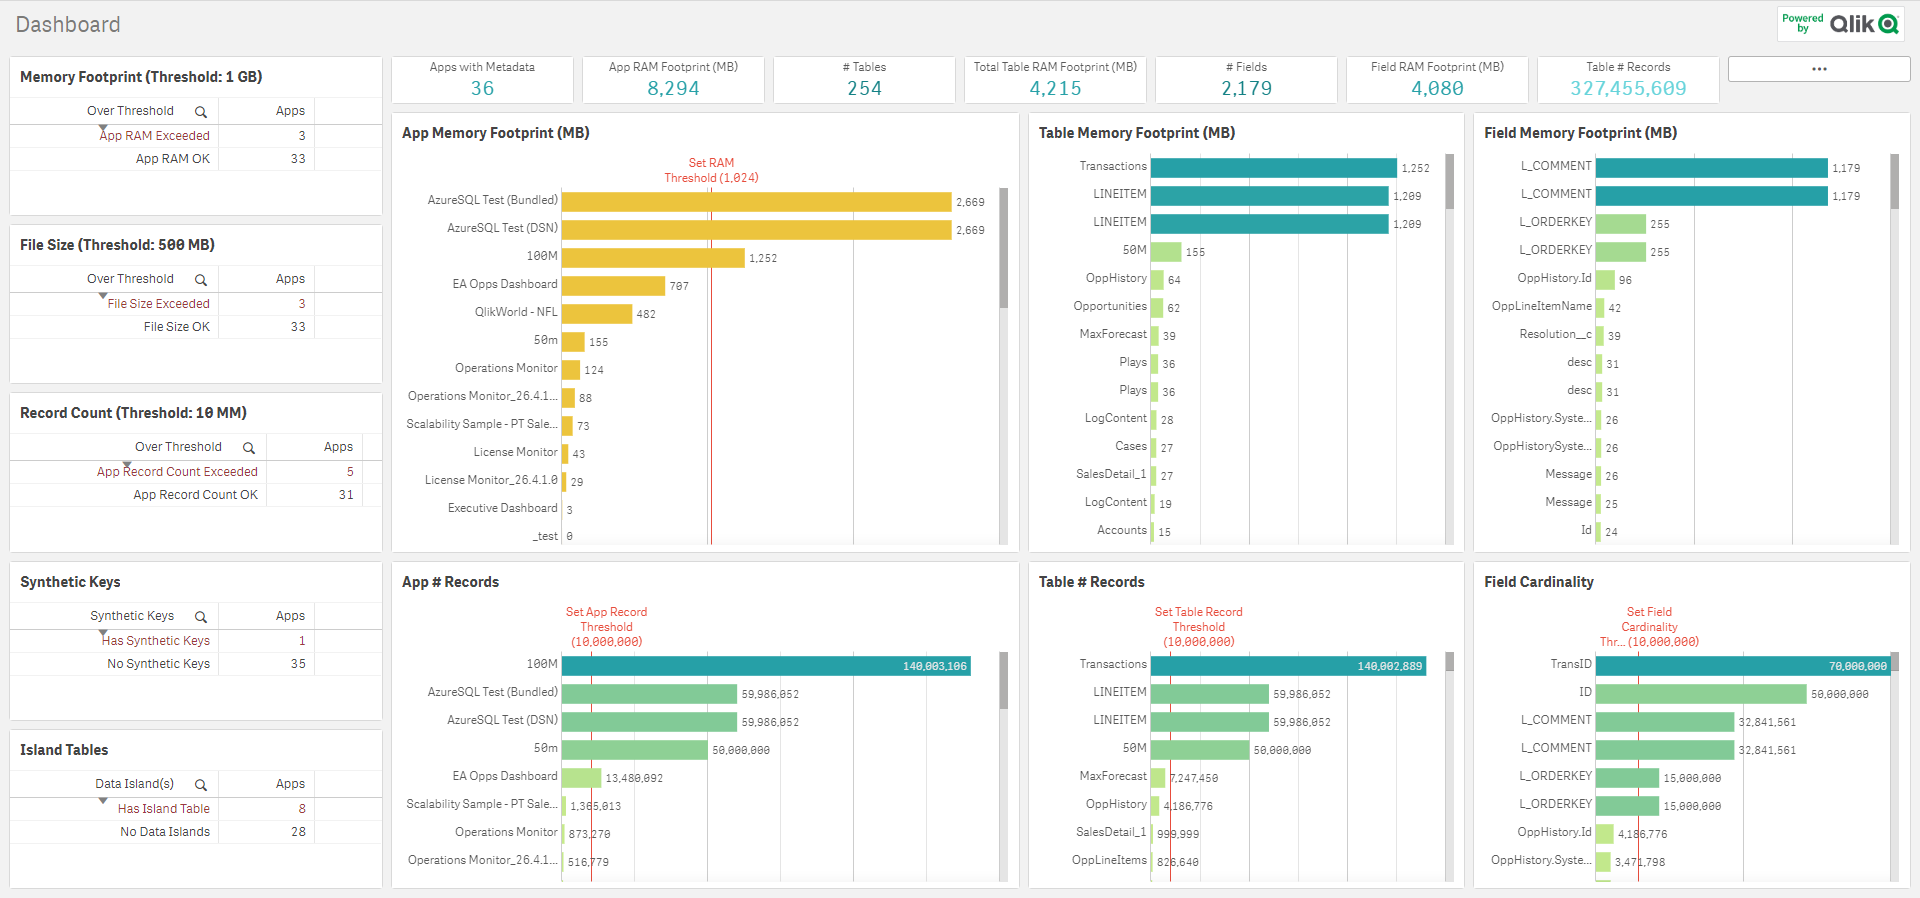 Dashboard
Powered by Qlik
Memory Footprint (Threshold: 1 GB)
Over Threshold Apps
App RAM Exceeded 3
App RAM OK 33
File Size (Threshold: 500 MB)
Over Threshold Apps
File Size Exceeded 3
File Size OK 33
Record Count (Threshold: 10 MM)
Over Threshold Apps
App Record Count Exceeded 5
App Record Count OK 31
Synthetic Keys
Synthetic Keys Apps
Has Synthetic Keys 1
No Synthetic Keys 35
Island Tables
Data Island(s) Apps
Has Island Table 8
No Data Islands 28
Apps with Metadata
36
App RAM Footprint (MB)
8,294
# Tables
254
Total Table RAM Footprint (MB)
4,215
# Fields
2,179
Field RAM Footprint (MB)
4,080
Table # Records
327,455,609
•••
App Memory Footprint (MB)
Set RAM
Threshold (1,024)
AzureSQL Test (Bundled) 2,669
AzureSQL Test (DSN) 2,669
100M 1,252
EA Opps Dashboard 707
QlikWorld - NFL 482
50m 155
Operations Monitor 124
Operations Monitor_26.4.1... 88
Scalability Sample - PT Sale... 73
License Monitor 43
License Monitor_26.4.1.0 29
Executive Dashboard 3
_test 0
Table Memory Footprint (MB)
Transactions 1,252
LINEITEM 1,209
LINEITEM 1,209
50M 155
OppHistory 64
Opportunities 62
MaxForecast 39
Plays 36
Plays 36
LogContent 28
Cases 27
SalesDetail_1 27
LogContent 19
Accounts 15
Field Memory Footprint (MB)
L_COMMENT 1,179
L_COMMENT 1,179
L_ORDERKEY 255
L_ORDERKEY 255
OppHistory.Id 96
OppLineItemName 42
Resolution__c 39
desc 31
desc 31
OppHistory.Syste... 26
OppHistorySyste... 26
Message 26
Message 25
Id 24
App # Records
Set App Record
Threshold
(10,000,000)
100M 140,003,106
AzureSQL Test (Bundled) 59,986,052
AzureSQL Test (DSN) 59,986,052
50m 50,000,000
EA Opps Dashboard 13,480,092
Scalability Sample - PT Sale... 1,365,013
Operations Monitor 873,270
Operations Monitor_26.4.1... 516,779
Table # Records
Set Table Record
Threshold
(10,000,000)
Transactions 140,002,889
LINEITEM 59,986,052
LINEITEM 59,986,052
50M 50,000,000
MaxForecast 7,247,450
OppHistory 4,186,776
SalesDetail_1 999,999
OppLineItems 826,640
Field Cardinality
Set Field
Cardinality
Thr... (10,000,000)
TransID 70,000,000
ID 50,000,000
L_COMMENT 32,841,561
L_COMMENT 32,841,561
L_ORDERKEY 15,000,000
L_ORDERKEY 15,000,000
OppHistory.Id 4,186,776
OppHistory.Syste... 3,471,798